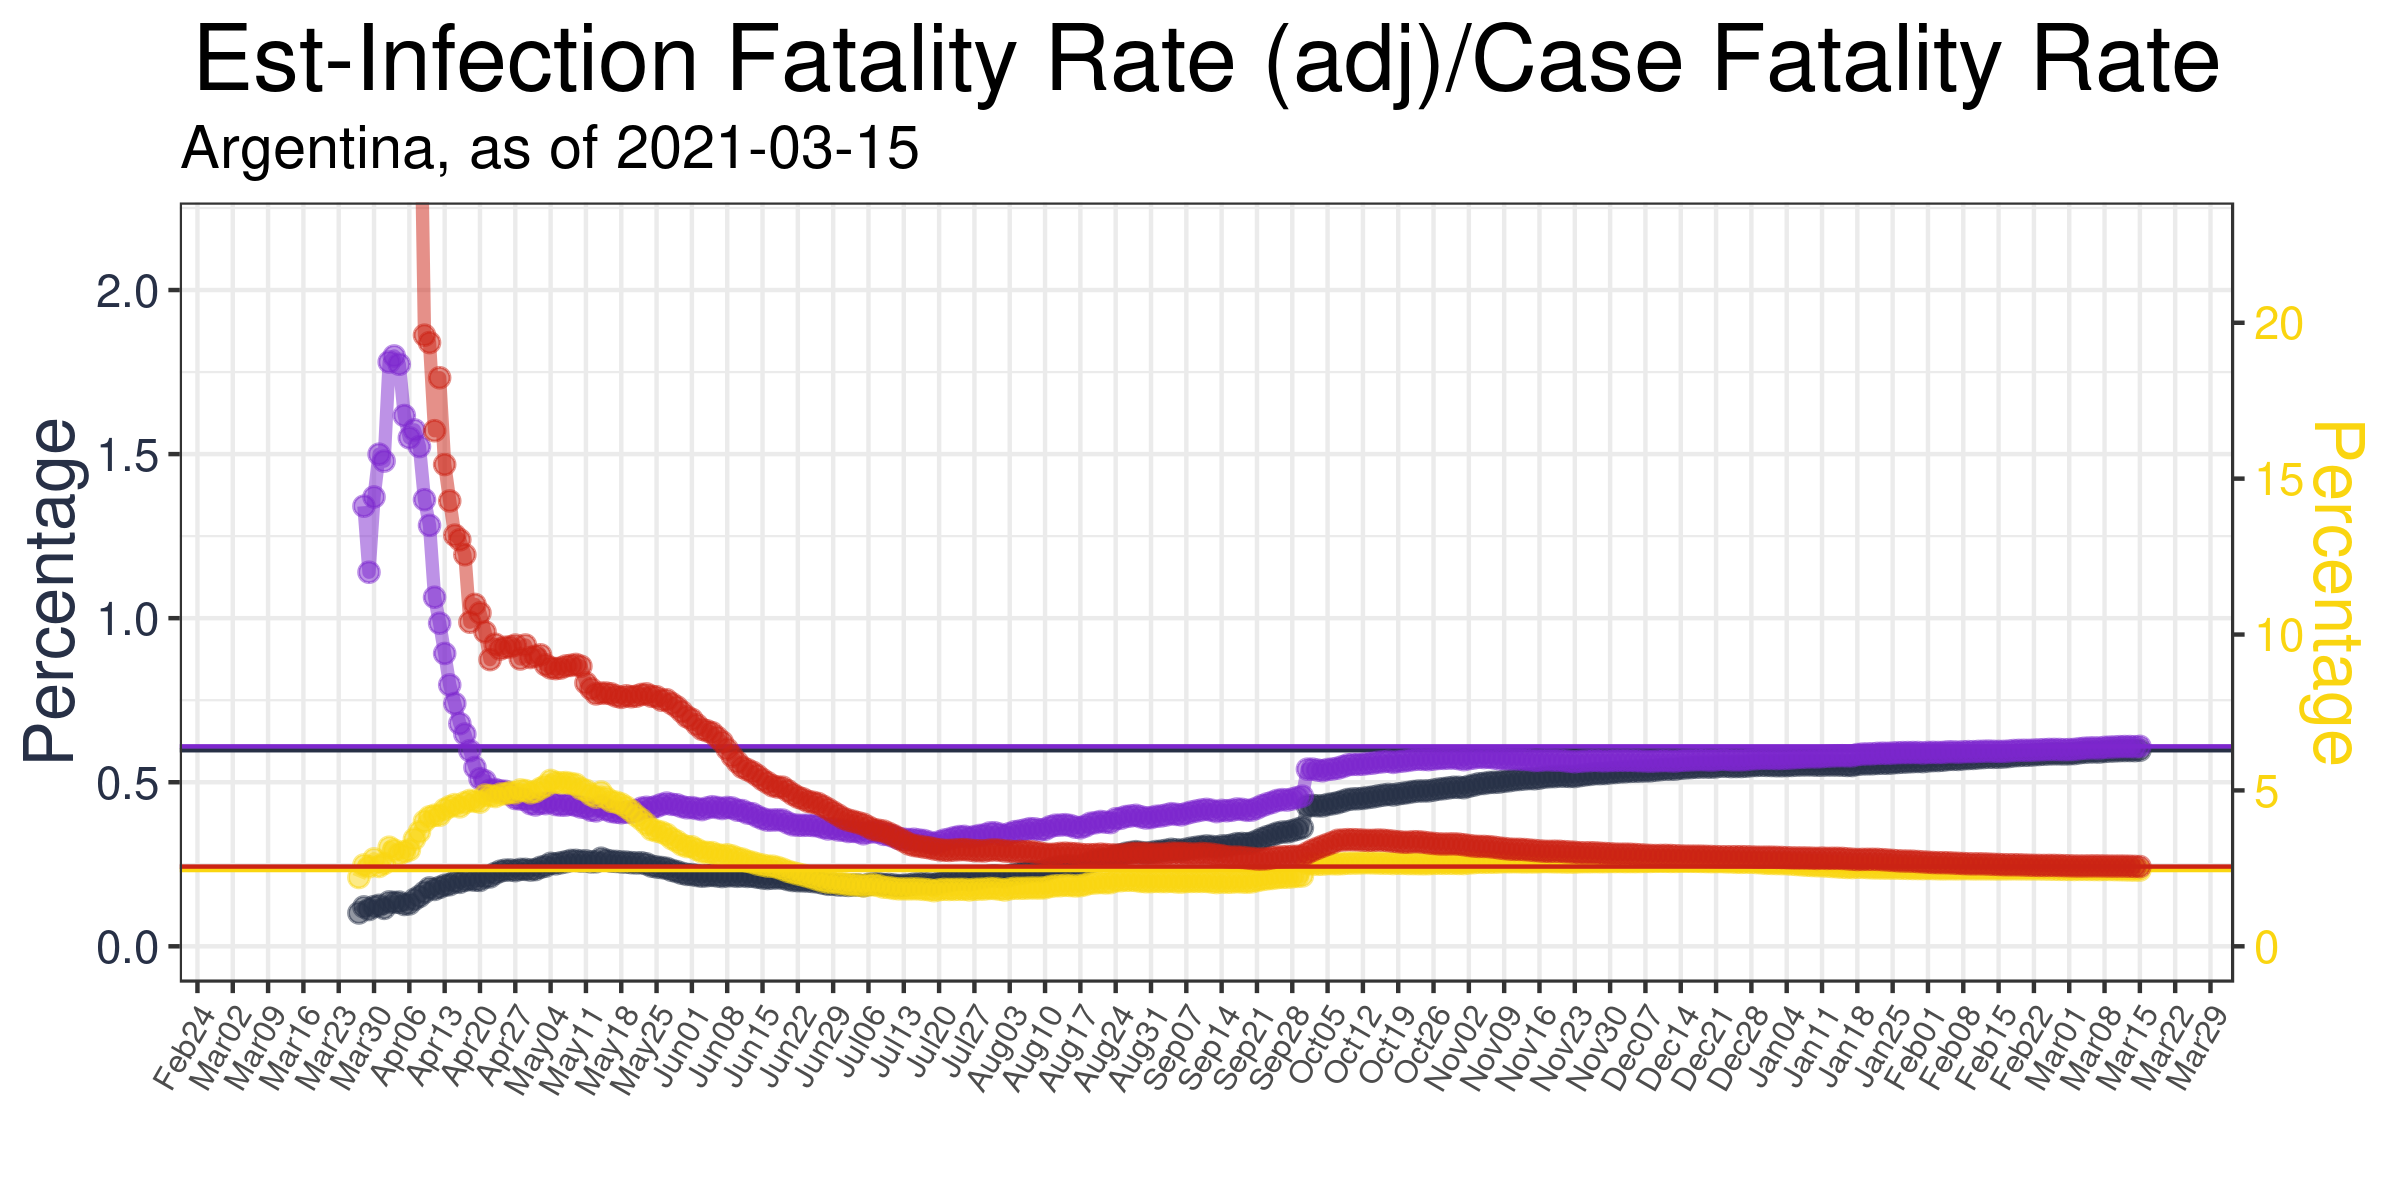 Est-Infection Fatality Rate (adj)/Case Fatality Rate
Argentina, as of 2021-03-15
Percentage
2.0
1.5
1.0
0.5
0.0
20
15
10
5
0
Percentage
Feb24
Mar02
Mar09
Mar16
Mar23
Mar30
Apr06
Apr13
Apr20
Apr27
May04
May11
May18
May25
Jun01
Jun08
Jun15
Jun22
Jun29
Jul06
Jul13
Jul20
Jul27
Aug03
Aug10
Aug17
Aug24
Aug31
Sep07
Sep14
Sep21
Sep28
Oct05
Oct12
Oct19
Oct26
Nov02
Nov09
Nov16
Nov23
Nov30
Dec07
Dec14
Dec21
Dec28
Jan04
Jan11
Jan18
Jan25
Feb01
Feb08
Feb15
Feb22
Mar01
Mar08
Mar15
Mar22
Mar29